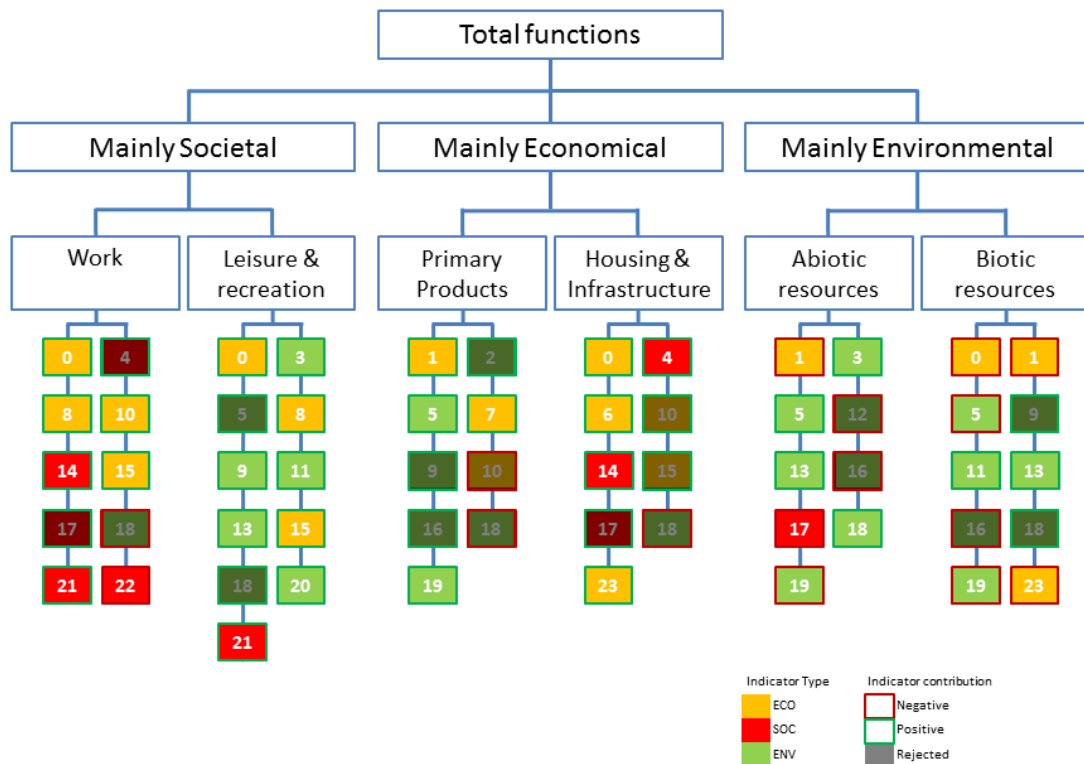 Total functions
Mainly Societal
Mainly Economical
Mainly Environmental
Work
Leisure &
recreation
Primary
Products
Housing &
Infrastructure
Abiotic
resources
Biotic
resources
0 4 0 3 1 2 0 4 1 3 0 1
8 10 5 8 5 7 6 10 5 12 5 9
14 15 9 11 9 10 14 15 13 16 11 13
17 18 13 15 16 18 17 18 17 18 16 18
21 22 18 20 19 23 19 19 23
21
Indicator Type
Indicator contribution
ECO
Negative
SOC
Positive
ENV
Rejected